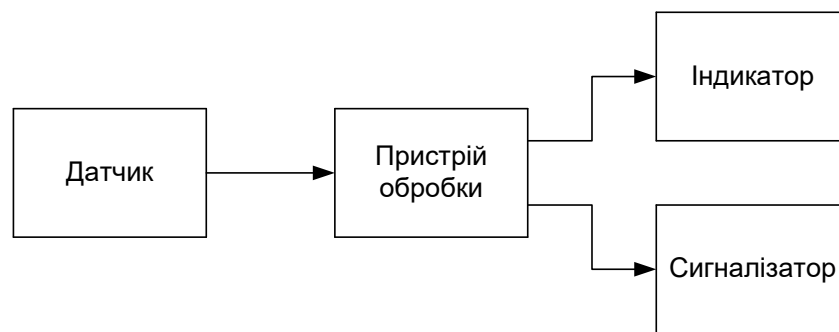 Датчик
Пристрій
обробки
Індикатор
Сигналізатор